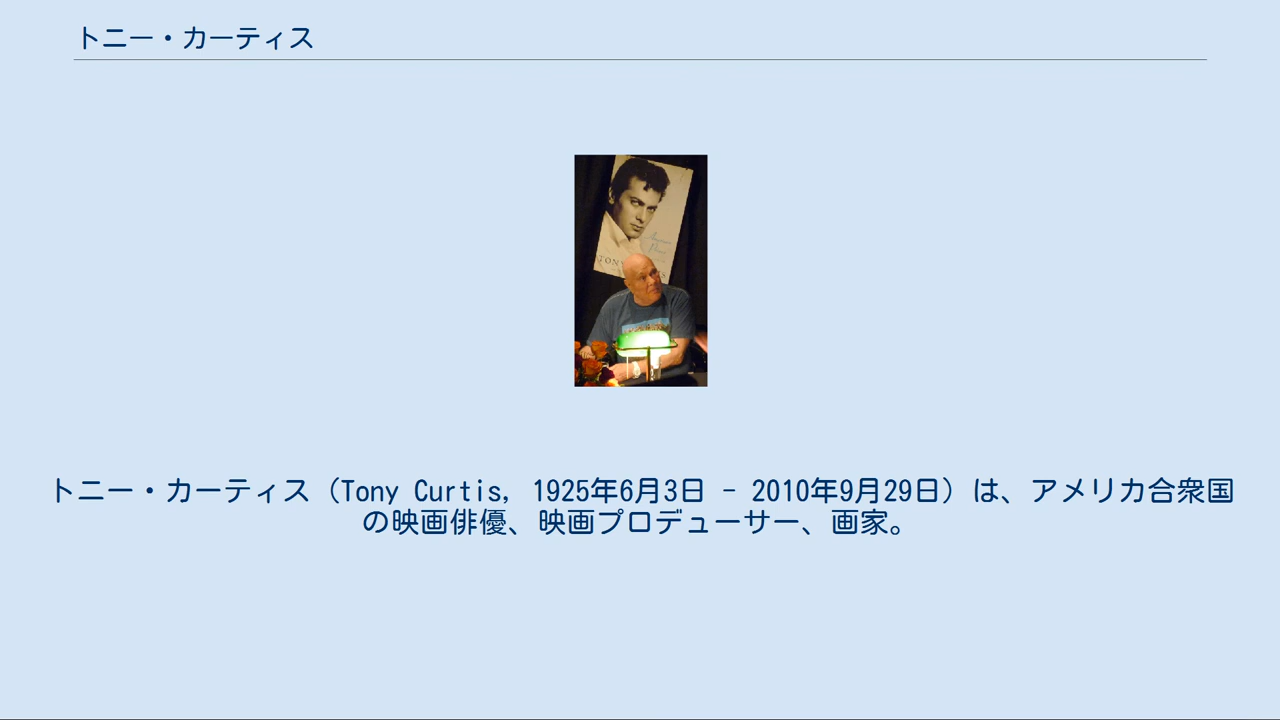 トニー・カーティス
トニー・カーティス（Tony Curtis, 1925年6月3日 - 2010年9月29日）は、アメリカ合衆国
の映画俳優、映画プロデューサー、画家。